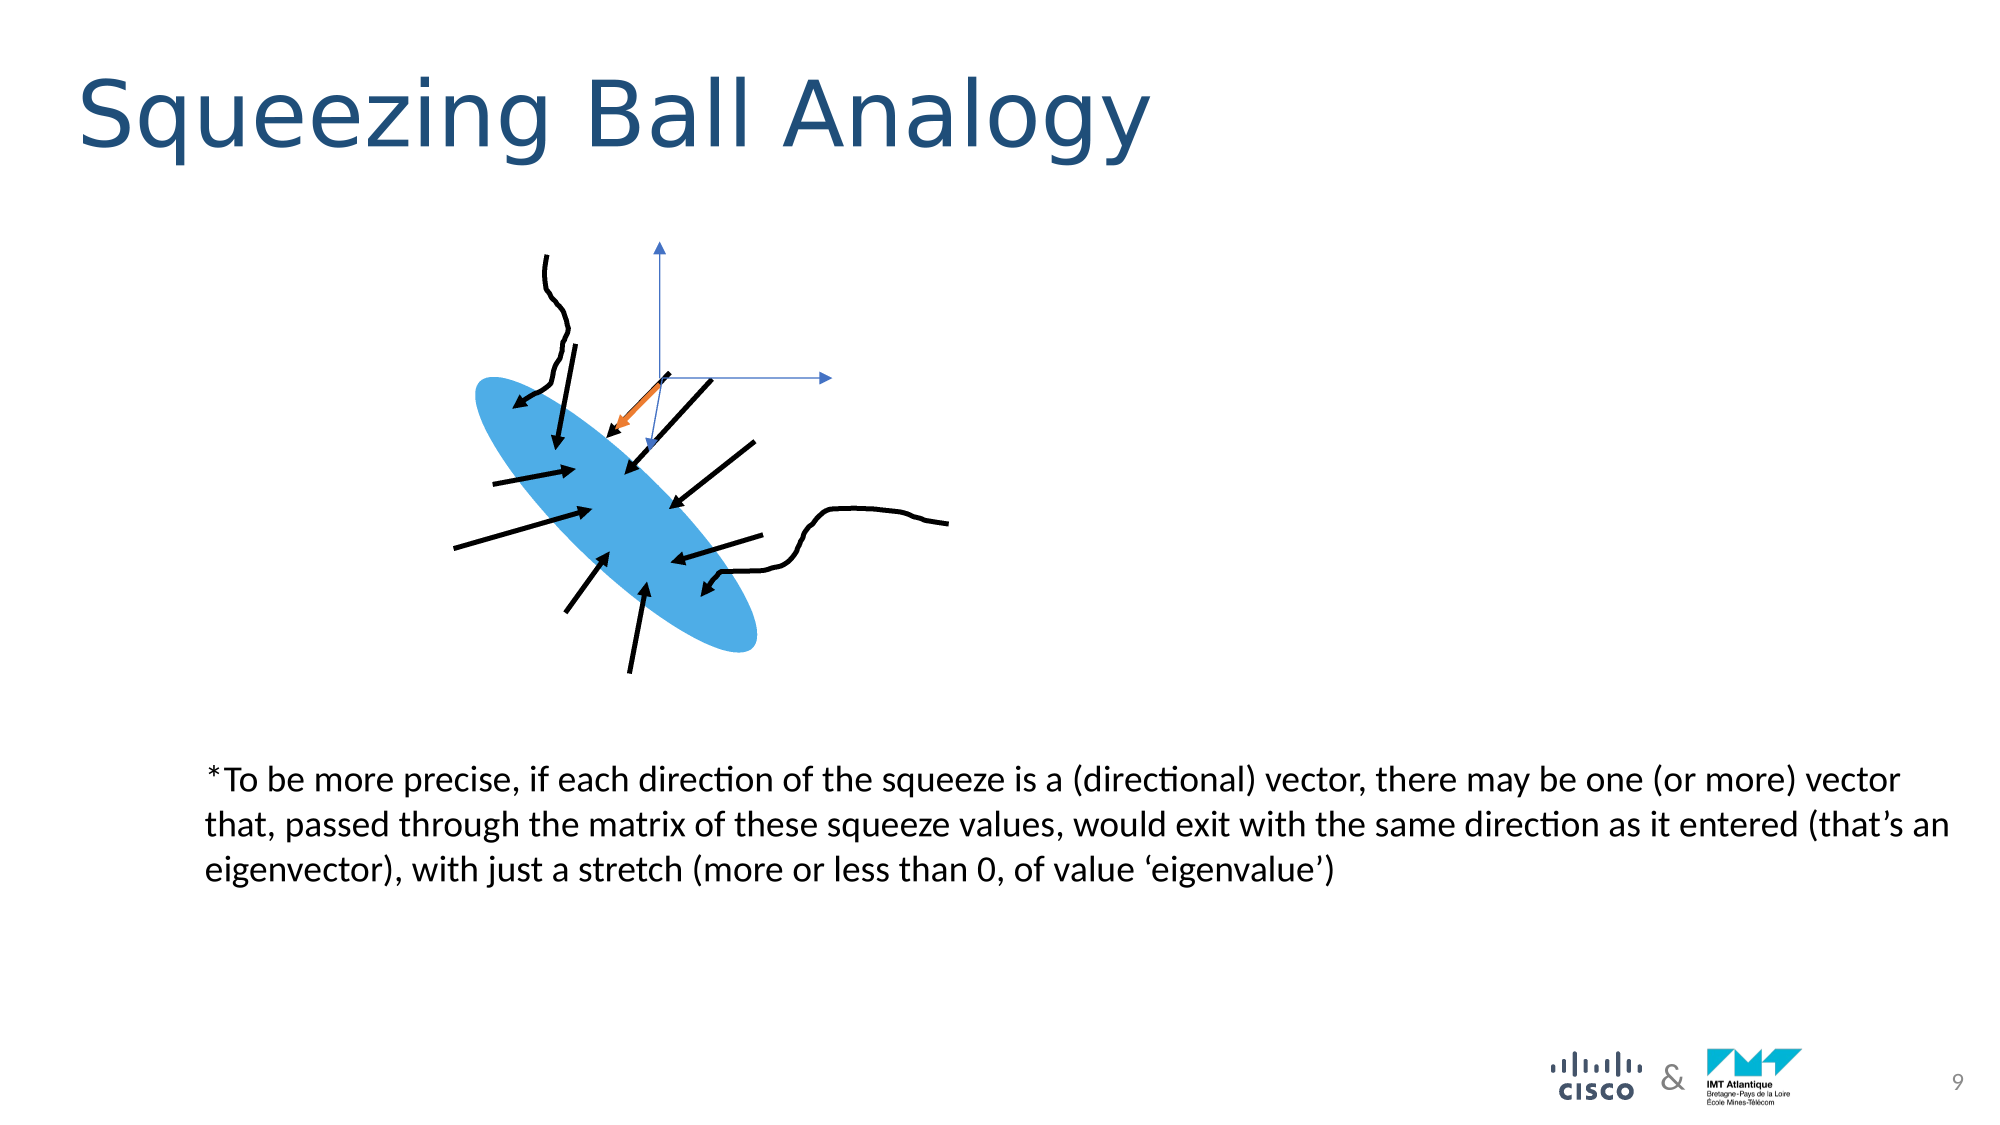 Squeezing Ball Analogy
*To be more precise, if each direction of the squeeze is a (directional) vector, there may be one (or more) vector
that, passed through the matrix of these squeeze values, would exit with the same direction as it entered (that’s an
eigenvector), with just a stretch (more or less than 0, of value ‘eigenvalue’)
CISCO
&
IMT Atlantique
Bretagne-Pays de la Loire
École Mines-Télécom
9